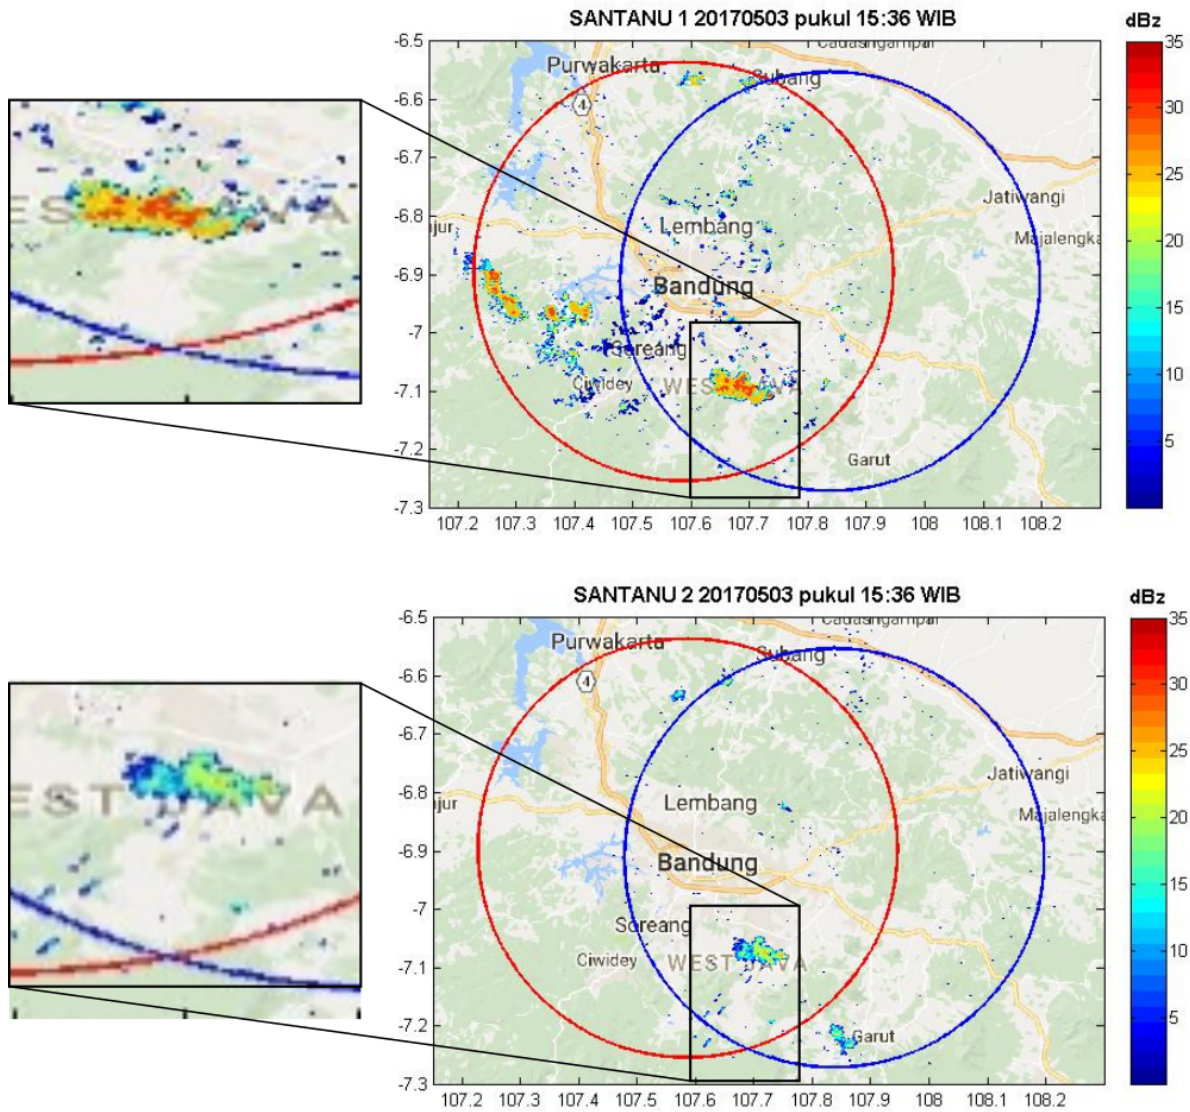 SANTANU 1 20170503 pukul 15:36 WIB
dBz
-6.5
-6.6
-6.7
-6.8
-6.9
-7
-7.1
-7.2
-7.3
Purwakarta
Subang
4
Jatiwangi
Lembang
jur
Majalengka
Bandung
Soreang
Ciwidey
WEST JAVA
Garut
107.2 107.3 107.4 107.5 107.6 107.7 107.8 107.9 108 108.1 108.2
35
30
25
20
15
10
5
SANTANU 2 20170503 pukul 15:36 WIB
dBz
-6.5
-6.6
-6.7
-6.8
-6.9
-7
-7.1
-7.2
-7.3
Purwakarta
Subang
4
Jatiwangi
Lembang
jur
Majalengka
Bandung
Soreang
Ciwidey
WEST JAVA
Garut
107.2 107.3 107.4 107.5 107.6 107.7 107.8 107.9 108 108.1 108.2
35
30
25
20
15
10
5
EST JAVA